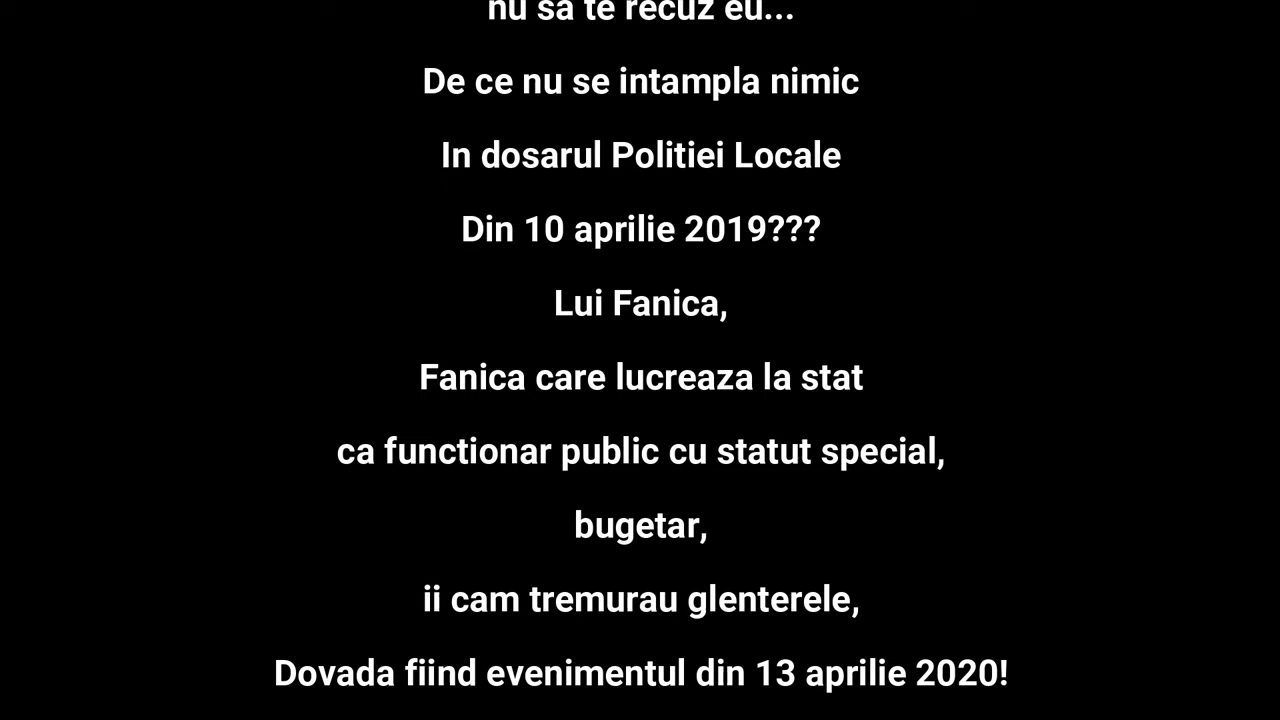 nu sa te recuz eu...
De ce nu se intampla nimic
In dosarul Politiei Locale
Din 10 aprilie 2019???
Lui Fanica,
Fanica care lucreaza la stat
ca functionar public cu statut special,
bugetar,
ii cam tremurau glenterele,
Dovada fiind evenimentul din 13 aprilie 2020!